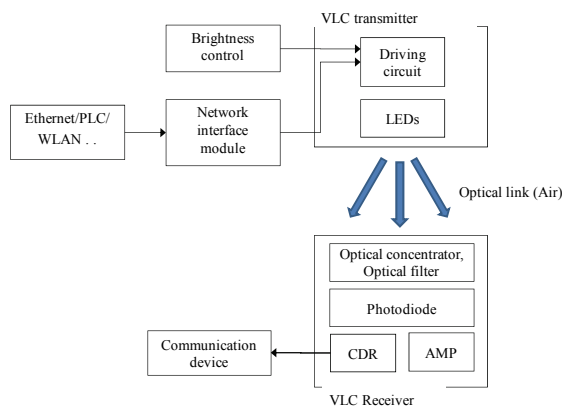 VLC transmitter
Brightness
control
Driving
circuit
Ethernet/PLC/
WLAN . .
Network
interface
module
LEDs
Optical link (Air)
Optical concentrator,
Optical filter
Photodiode
Communication
device
CDR
AMP
VLC Receiver